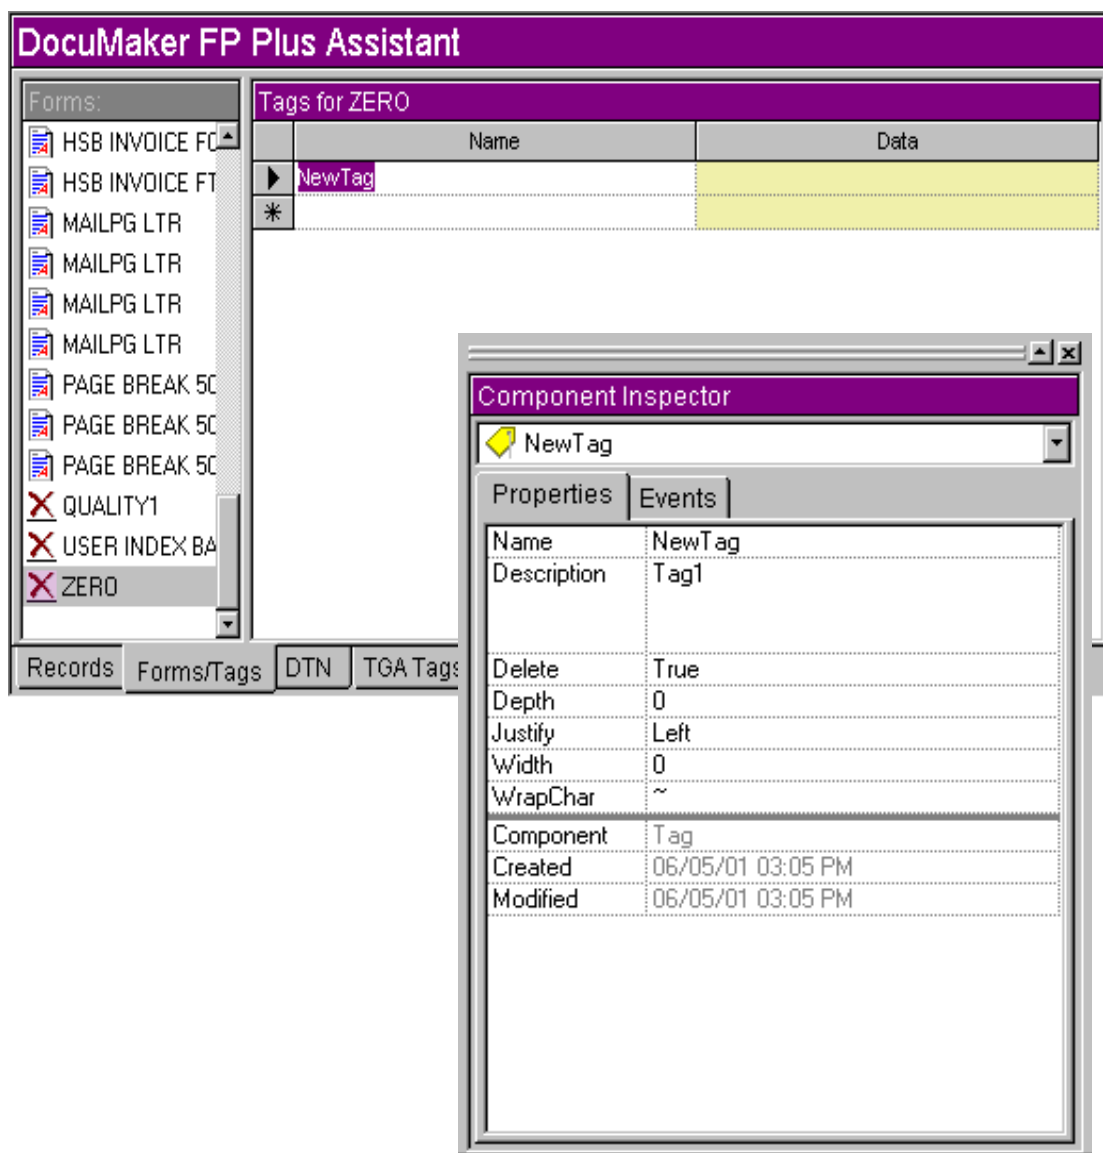 DocuMaker FP Plus Assistant
Forms:
HSB INVOICE FO
HSB INVOICE FT
MAILPG LTR
MAILPG LTR
MAILPG LTR
MAILPG LTR
PAGE BREAK 50
PAGE BREAK 50
PAGE BREAK 50
QUALITY1
USER INDEX BA
ZERO
Tags for ZERO
Name Data
NewTag
Records Forms/Tags DTN TGA Tags
Component Inspector
NewTag
Properties Events
Name NewTag
Description Tag1
Delete True
Depth 0
Justify Left
Width 0
WrapChar ~
Component Tag
Created 06/05/01 03:05 PM
Modified 06/05/01 03:05 PM